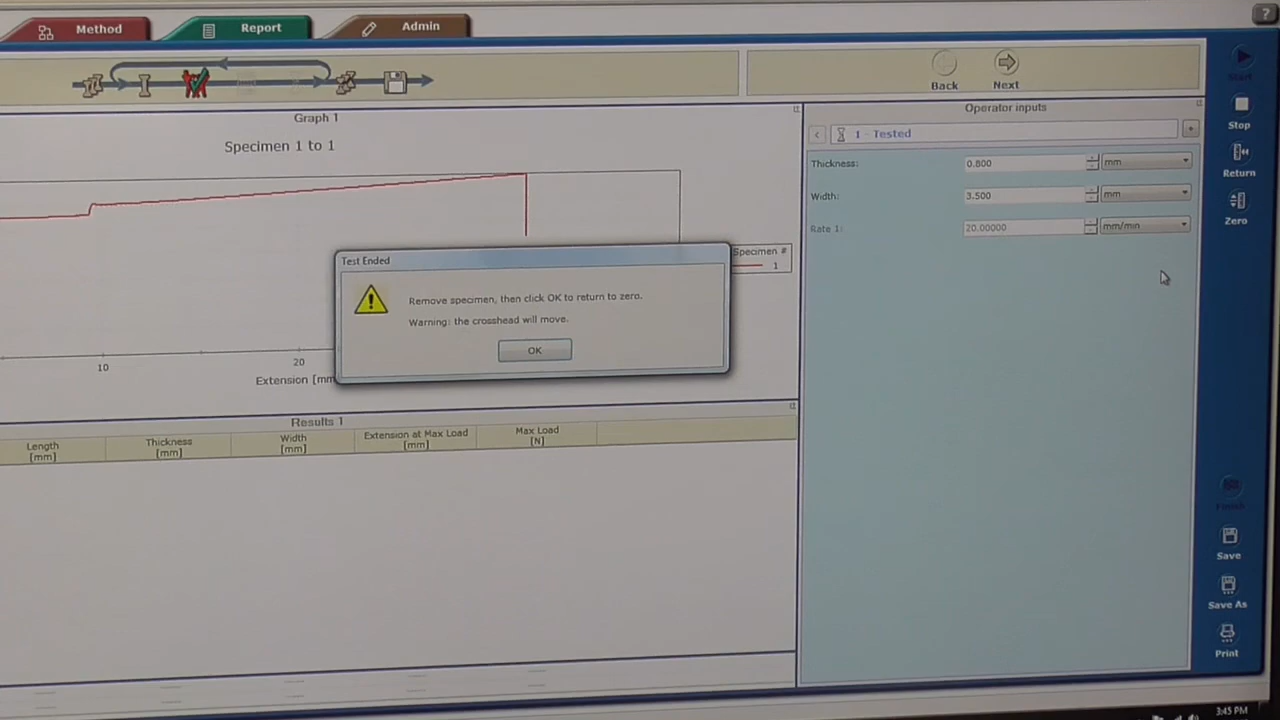 ?
Method
Report
Admin
Back
Next
Start
Stop
Return
Zero
Graph 1
Specimen 1 to 1
10
20
Extension [mm
Specimen #
1
Operator inputs
1 - Tested
Thickness:
0.800
mm
Width:
3.500
mm
Rate 1:
20.00000
mm/min
Test Ended
Remove specimen, then click OK to return to zero.
Warning: the crosshead will move.
OK
Results 1
Length
[mm]
Thickness
[mm]
Width
[mm]
Extension at Max Load
[mm]
Max Load
[N]
Finish
Save
Save As
Print
3:45 PM